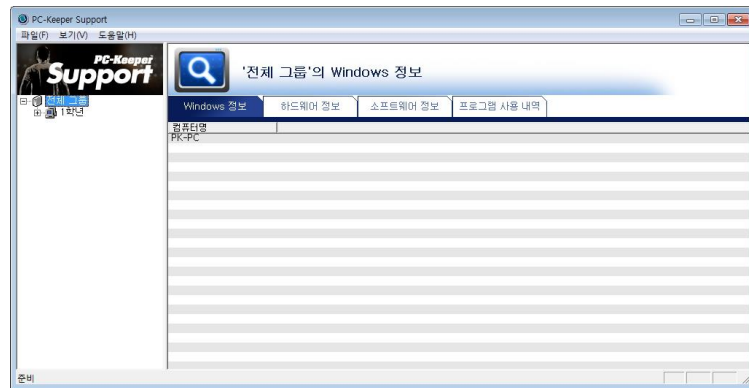 PC-Keeper Support
파일(F) 보기(V) 도움말(H)
PC-Keeper
Support
'전체 그룹'의 Windows 정보
전체 그룹
1학년
Windows 정보 하드웨어 정보 소프트웨어 정보 프로그램 사용 내역
컴퓨터명
PK-PC
준비